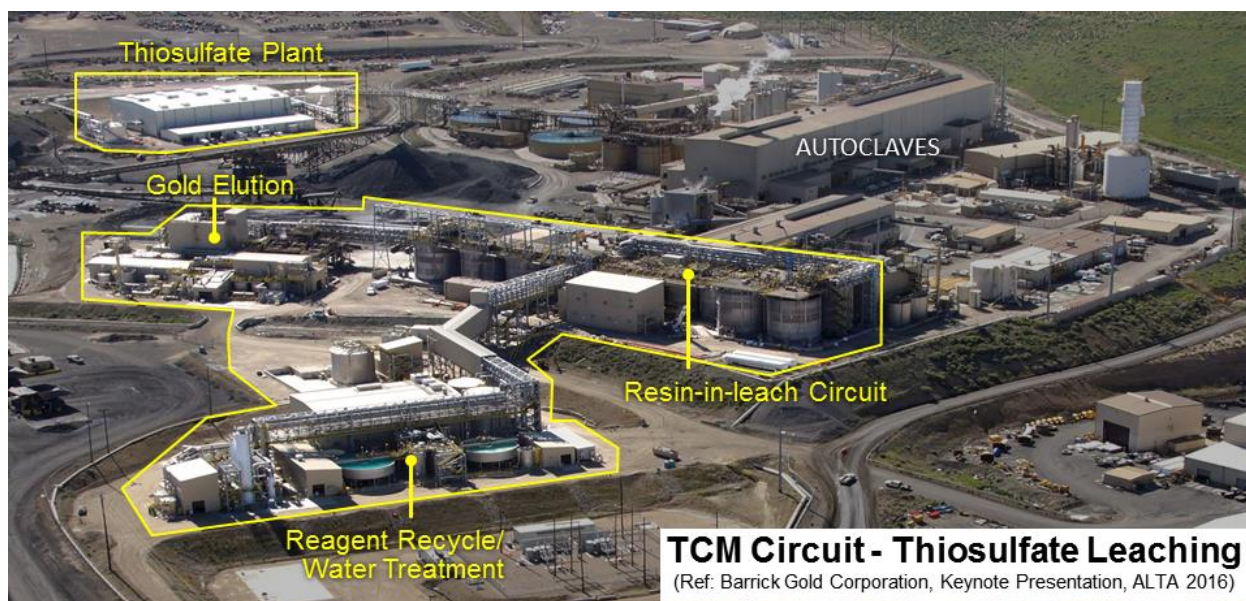 Thiosulfate Plant
Gold Elution
AUTOCLAVES
Resin-in-leach Circuit
Reagent Recycle/
Water Treatment
TCM Circuit - Thiosulfate Leaching
(Ref: Barrick Gold Corporation, Keynote Presentation, ALTA 2016)